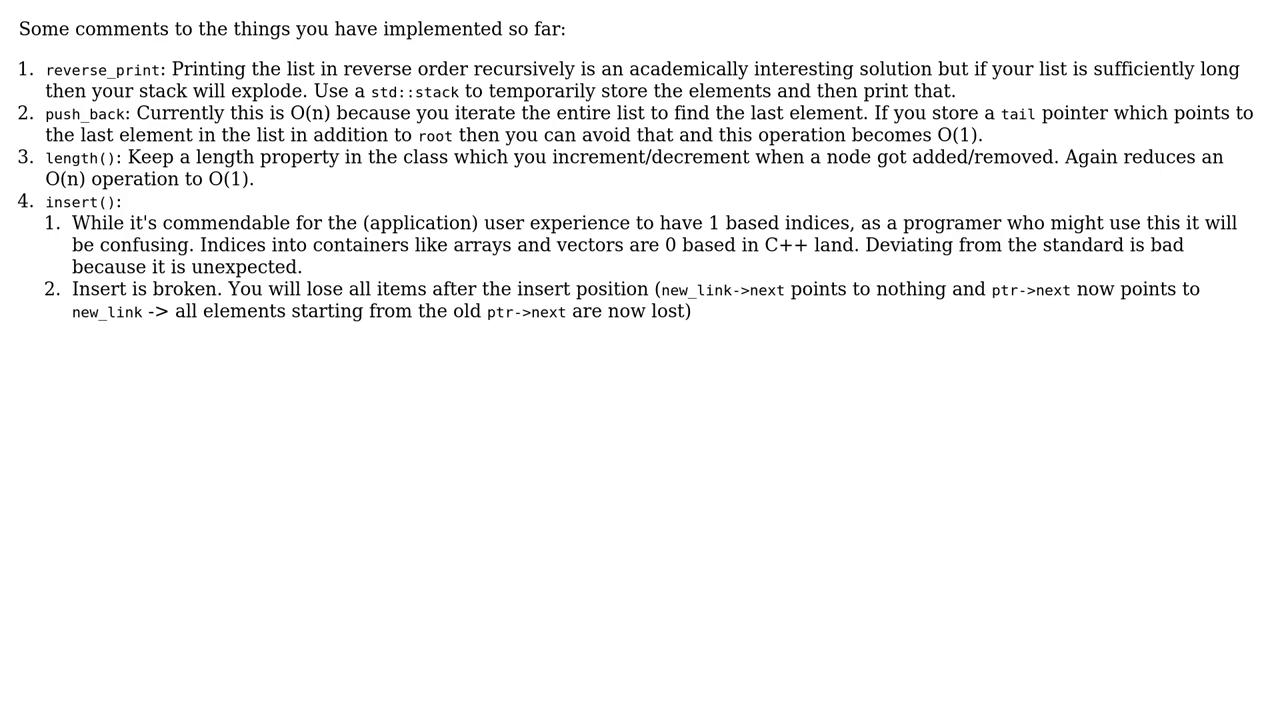 Some comments to the things you have implemented so far:
1. reverse_print: Printing the list in reverse order recursively is an academically interesting solution but if your list is sufficiently long
then your stack will explode. Use a std::stack to temporarily store the elements and then print that.
2. push_back: Currently this is O(n) because you iterate the entire list to find the last element. If you store a tail pointer which points to
the last element in the list in addition to root then you can avoid that and this operation becomes O(1).
3. length(): Keep a length property in the class which you increment/decrement when a node got added/removed. Again reduces an
O(n) operation to O(1).
4. insert():
1. While it's commendable for the (application) user experience to have 1 based indices, as a programer who might use this it will
be confusing. Indices into containers like arrays and vectors are 0 based in C++ land. Deviating from the standard is bad
because it is unexpected.
2. Insert is broken. You will lose all items after the insert position (new_link->next points to nothing and ptr->next now points to
new_link -> all elements starting from the old ptr->next are now lost)